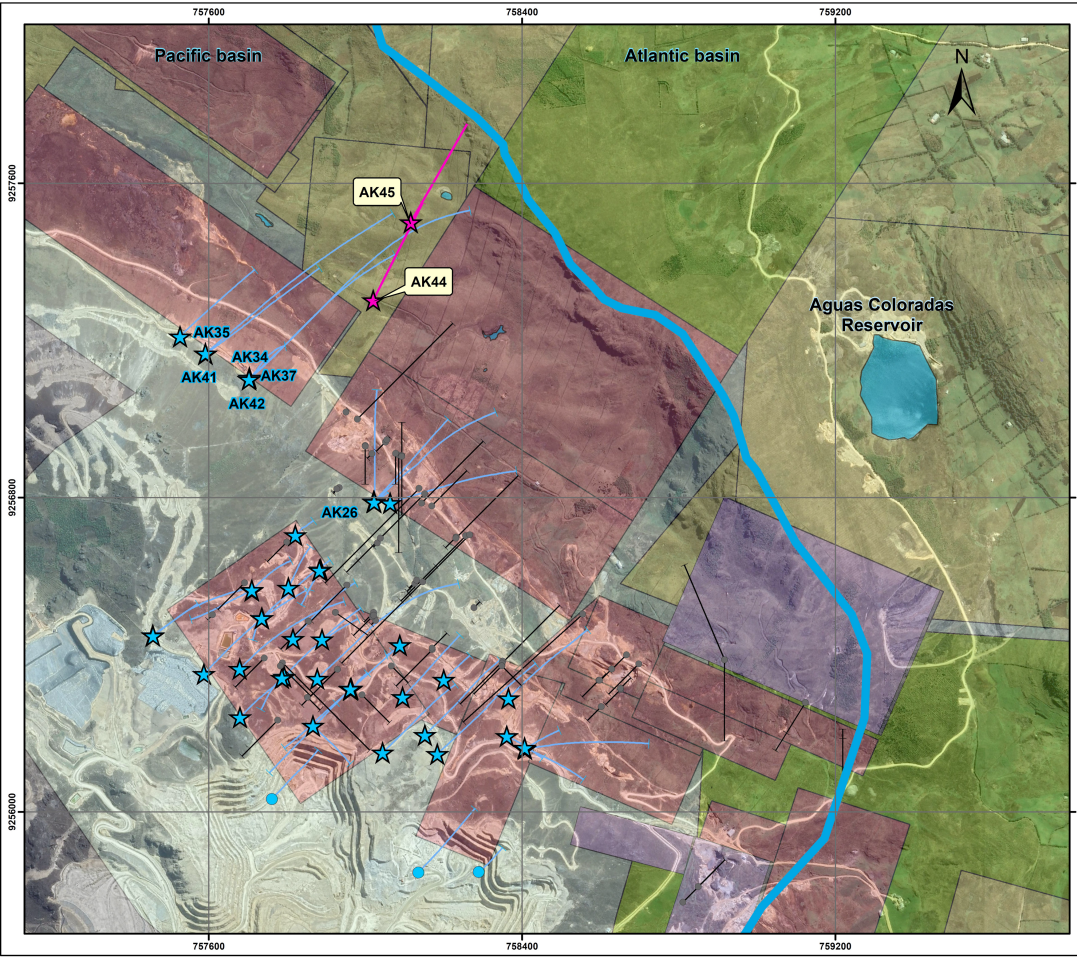 757600
758400
759200
Pacific basin
Atlantic basin
N
9257600
AK45
AK44
Aguas Coloradas
Reservoir
AK35
AK34
AK41
AK37
AK42
9256800
AK26
9256000
757600
758400
759200